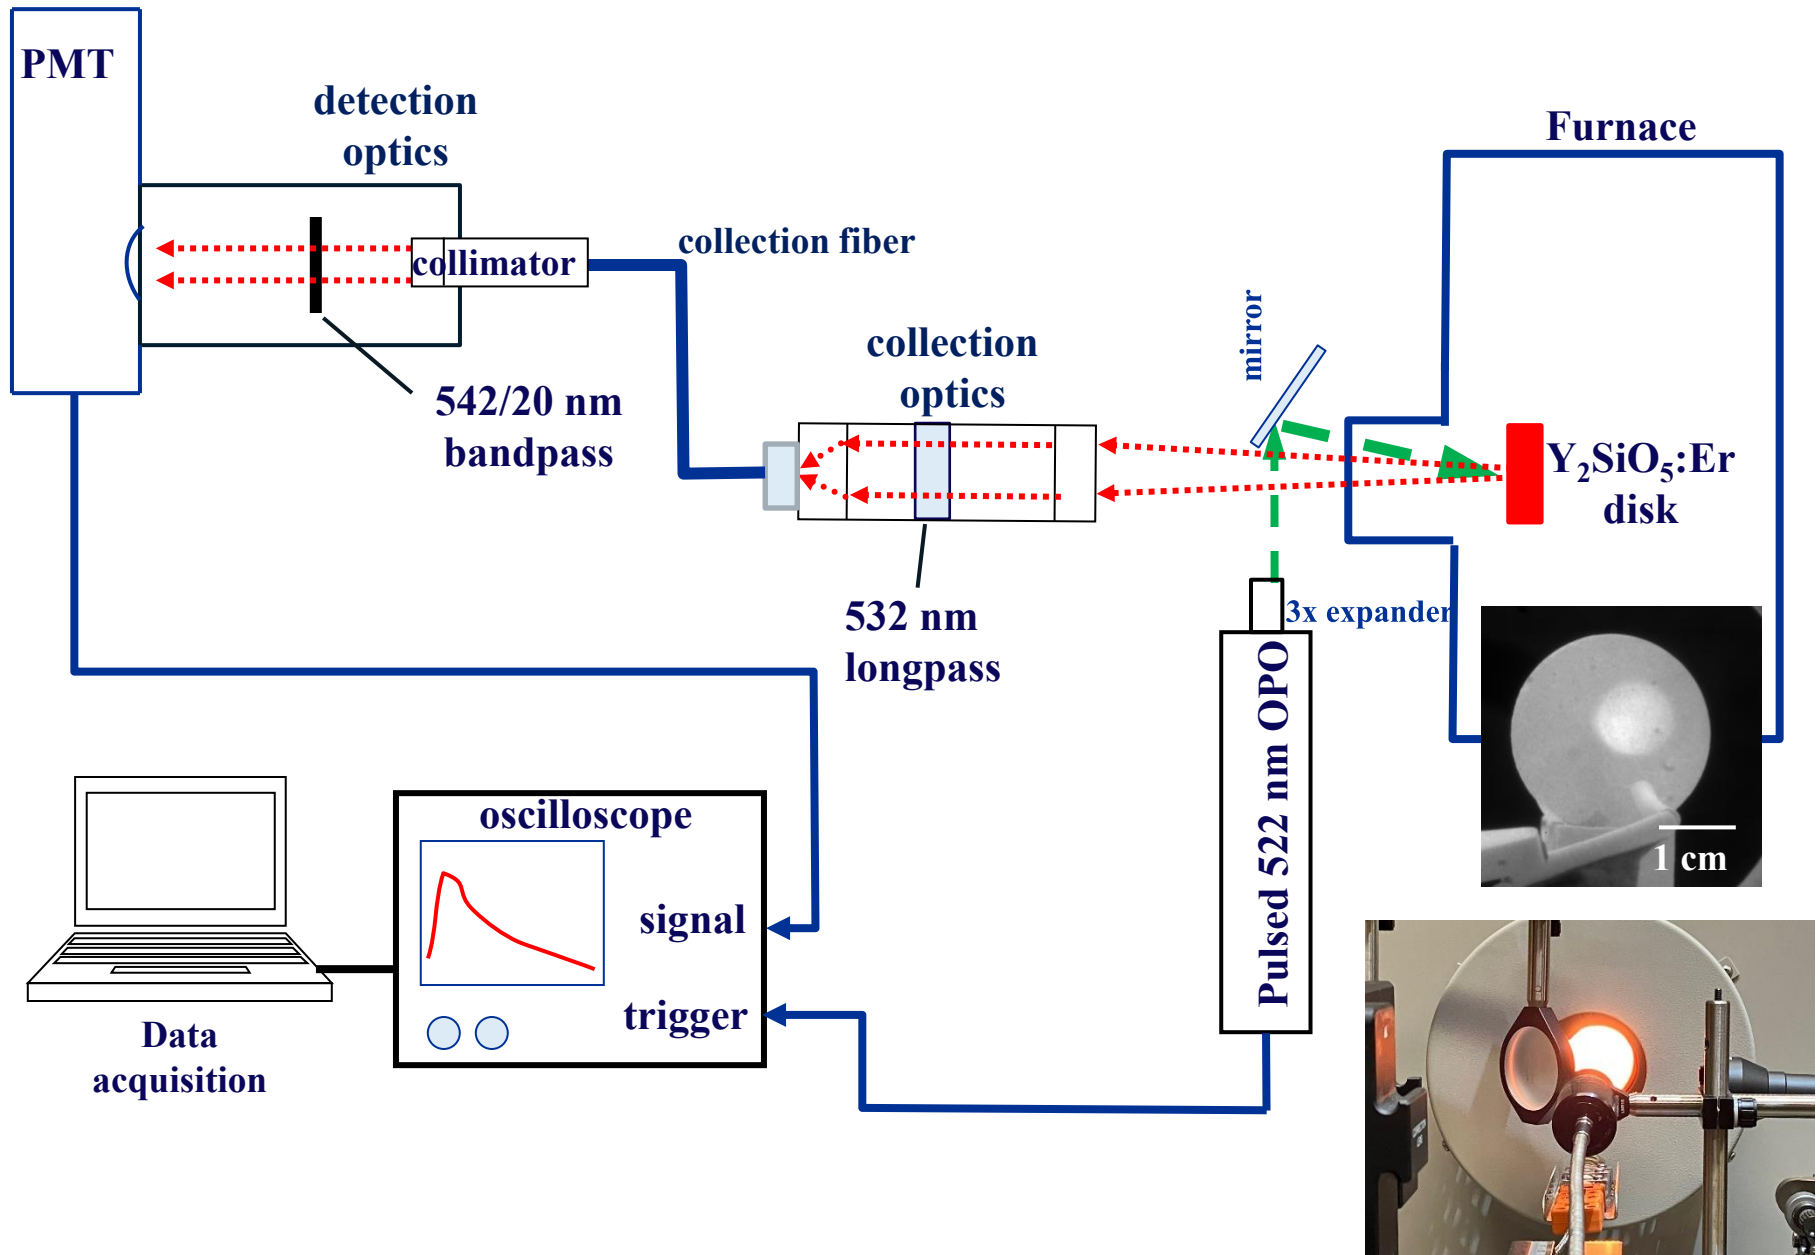 PMT
detection
optics
Furnace
collection fiber
collimator
mirror
collection
optics
542/20 nm
bandpass
Y₂SiO₅:Er
disk
532 nm
longpass
3x expander
Pulsed 522 nm OPO
1 cm
oscilloscope
signal
trigger
Data
acquisition